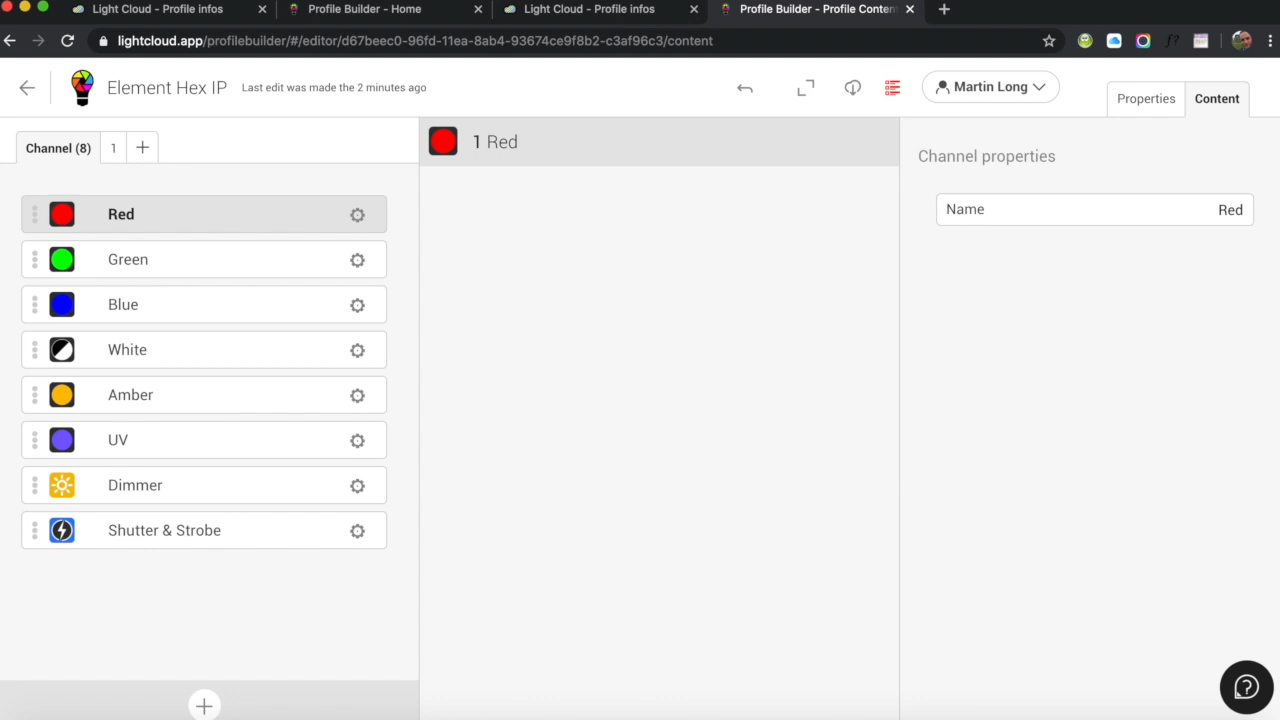 Light Cloud - Profile infos
Profile Builder - Home
Light Cloud - Profile infos
Profile Builder - Profile Conten
lightcloud.app/profilebuilder/#/editor/d67beec0-96fd-11ea-8ab4-93674ce9f8b2-c3af96c3/content
Element Hex IP
Last edit was made the 2 minutes ago
Martin Long
Properties
Content
Channel (8)
1
Red
Green
Blue
White
Amber
UV
Dimmer
Shutter & Strobe
1 Red
Channel properties
Name
Red